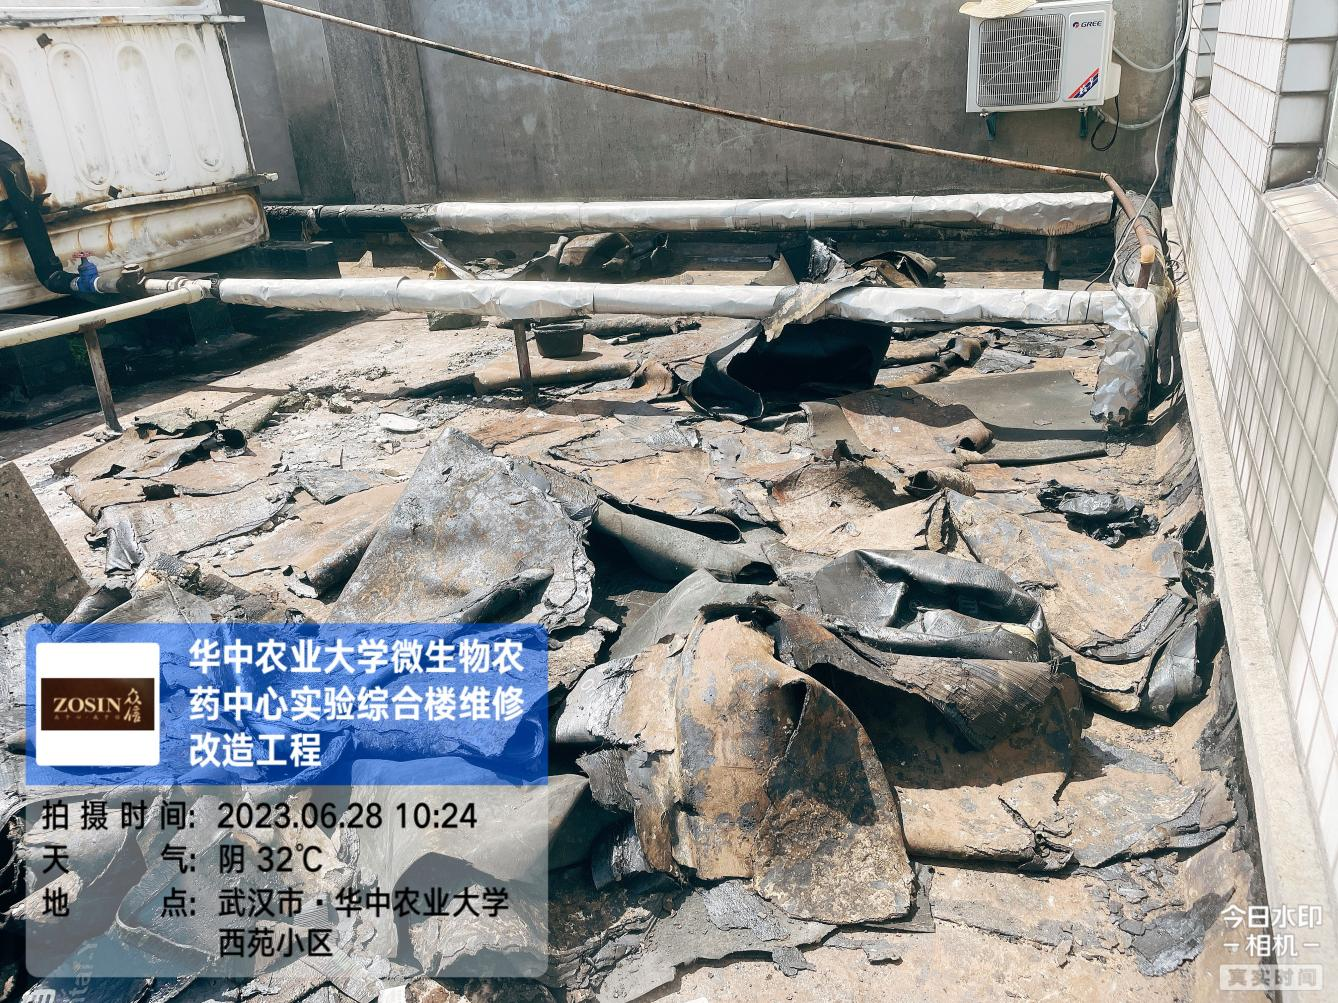 GREE
华中农业大学微生物农
药中心实验综合楼维修
改造工程
ZOSIN众信
拍摄时间: 2023.06.28 10:24
天气: 阴 32℃
地点: 武汉市·华中农业大学
西苑小区
今日水印
相机
真实时间